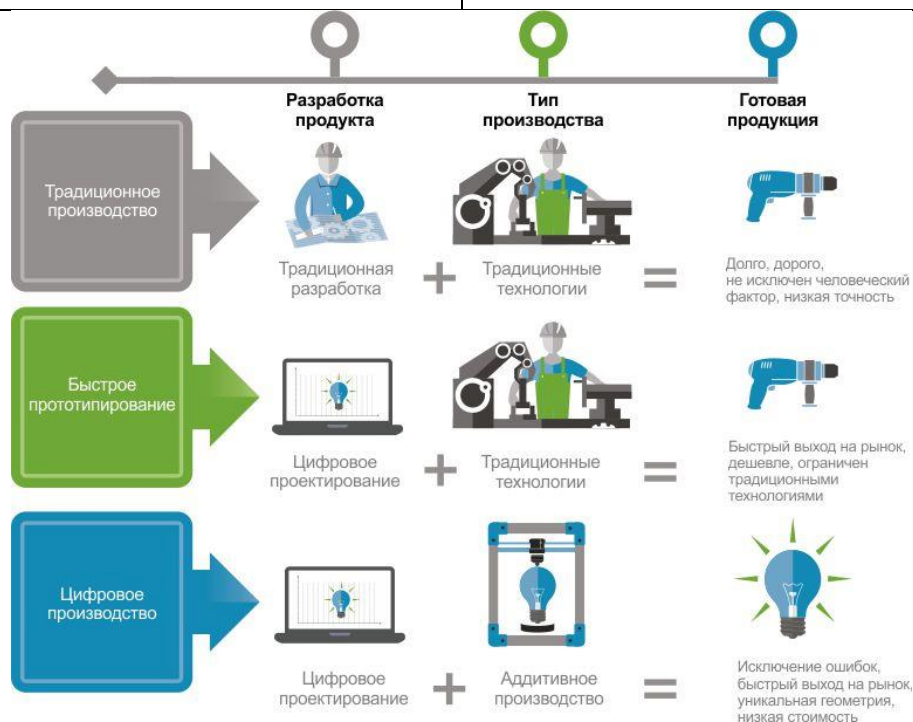 Разработка
продукта
Тип
производства
Готовая
продукция
Традиционное
производство
Традиционная
разработка
+
Традиционные
технологии
=
Долго, дорого,
не исключен человеческий
фактор, низкая точность
Быстрое
прототипирование
Цифровое
проектирование
+
Традиционные
технологии
=
Быстрый выход на рынок,
дешевле, ограничен
традиционными
технологиями
Цифровое
производство
Цифровое
проектирование
+
Аддитивное
производство
=
Исключение ошибок,
быстрый выход на рынок,
уникальная геометрия,
низкая стоимость